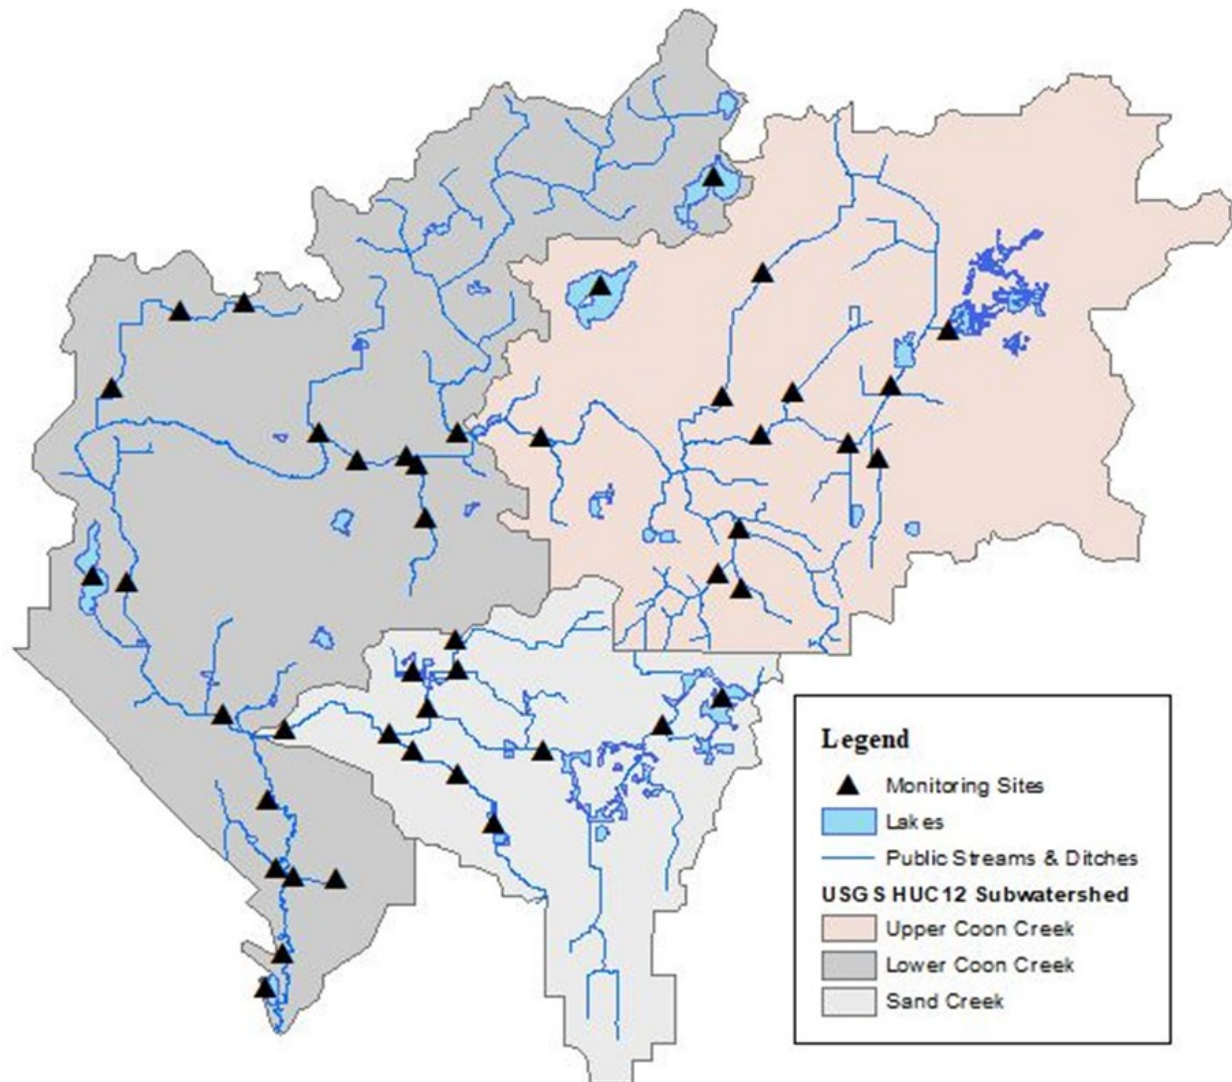 Legend
Monitoring Sites
Lakes
Public Streams & Ditches
USGS HUC12 Subwatershed
Upper Coon Creek
Lower Coon Creek
Sand Creek